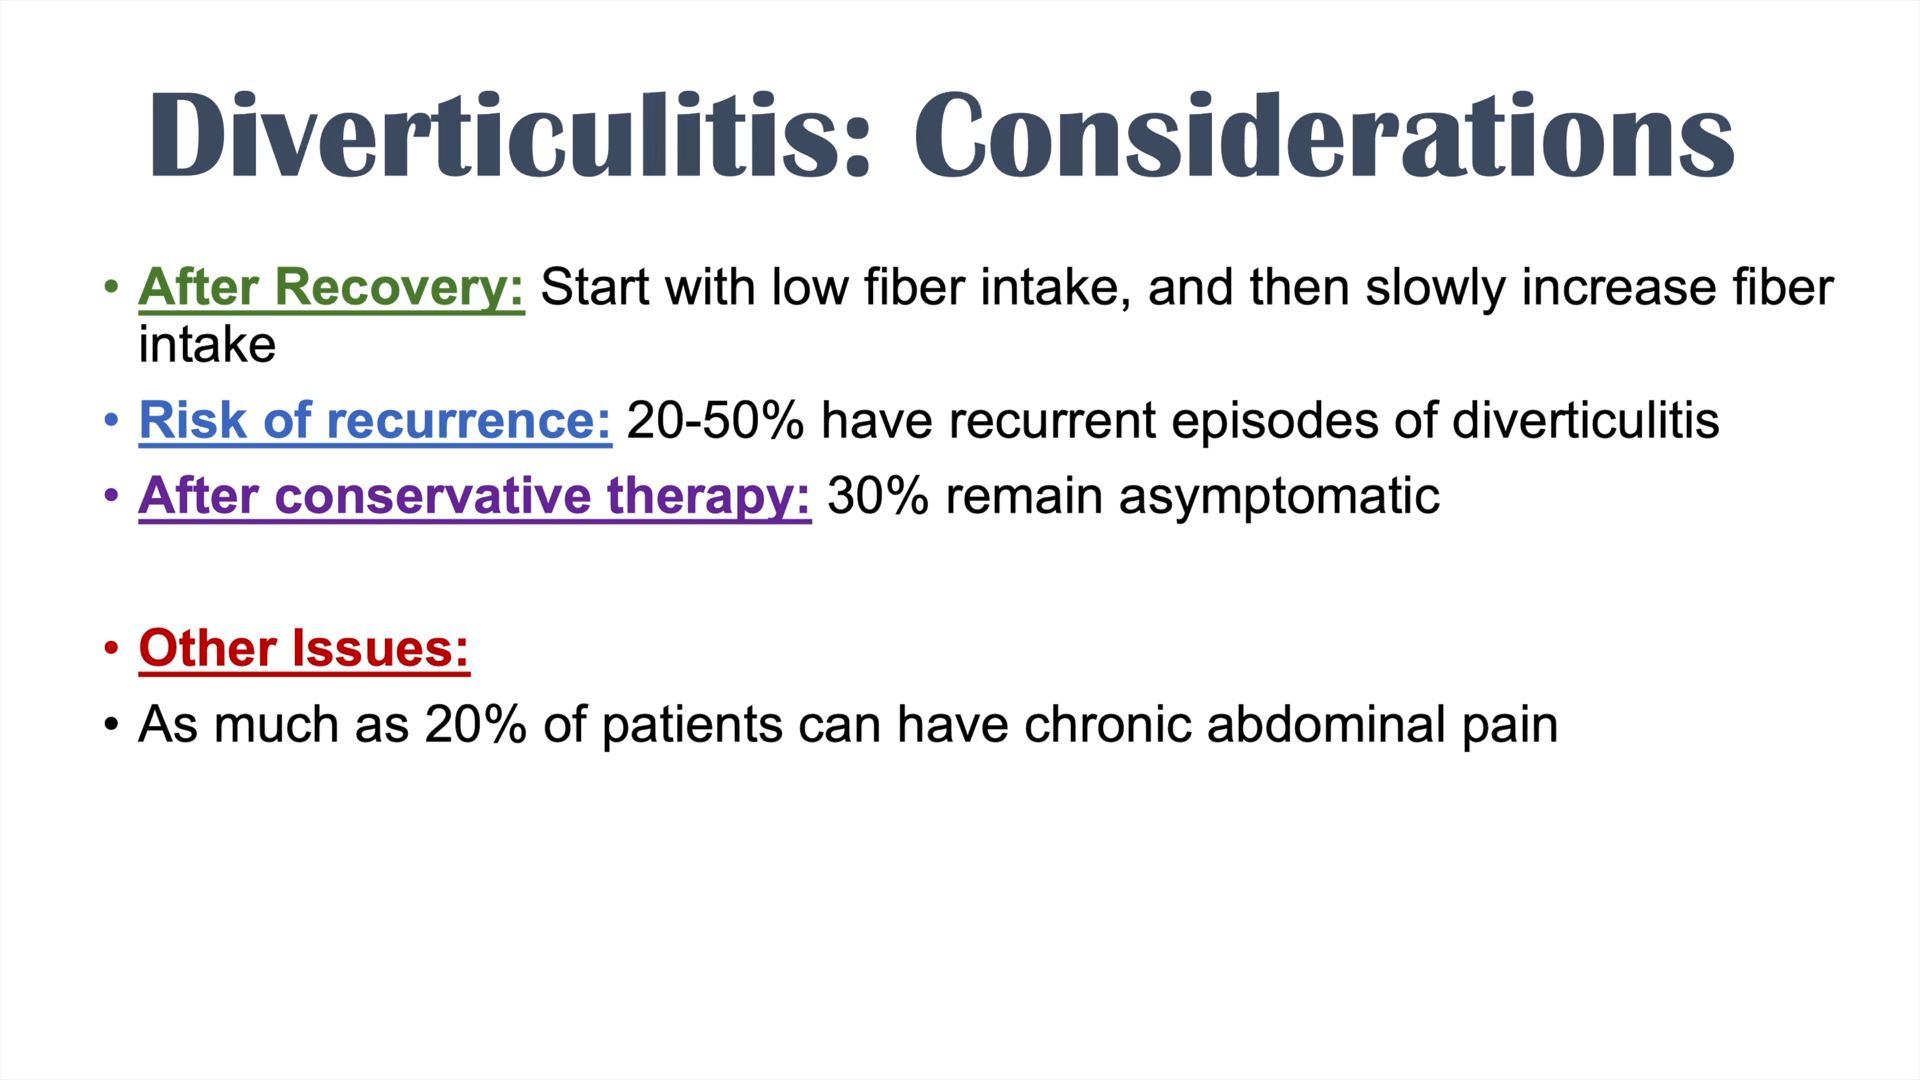 Diverticulitis: Considerations
• After Recovery: Start with low fiber intake, and then slowly increase fiber
intake
• Risk of recurrence: 20-50% have recurrent episodes of diverticulitis
• After conservative therapy: 30% remain asymptomatic
• Other Issues:
• As much as 20% of patients can have chronic abdominal pain